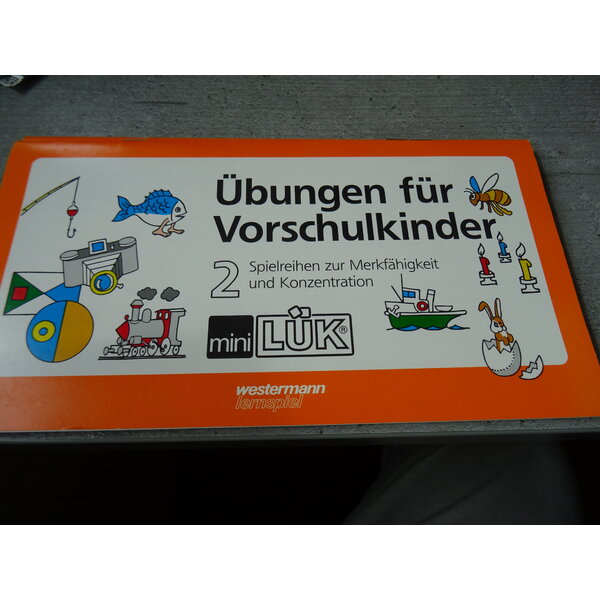 Übungen für
Vorschulkinder
2 Spielreihen zur Merkfähigkeit
und Konzentration
mini LÜK®
westermann
lernspiel